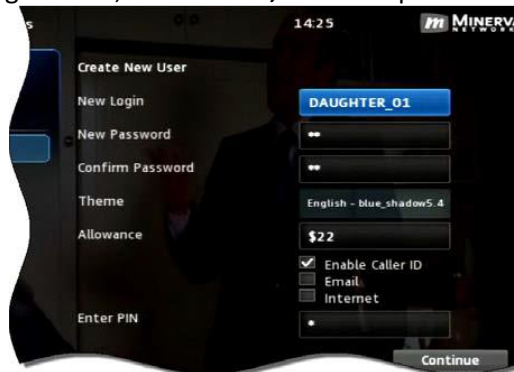 14:25
m MINERVA
NETWORKS
Create New User
New Login
DAUGHTER_01
New Password
**
Confirm Password
**
Theme
English - blue_shadow5.4
Allowance
$22
Enable Caller ID
Email
Internet
Enter PIN
*
Continue